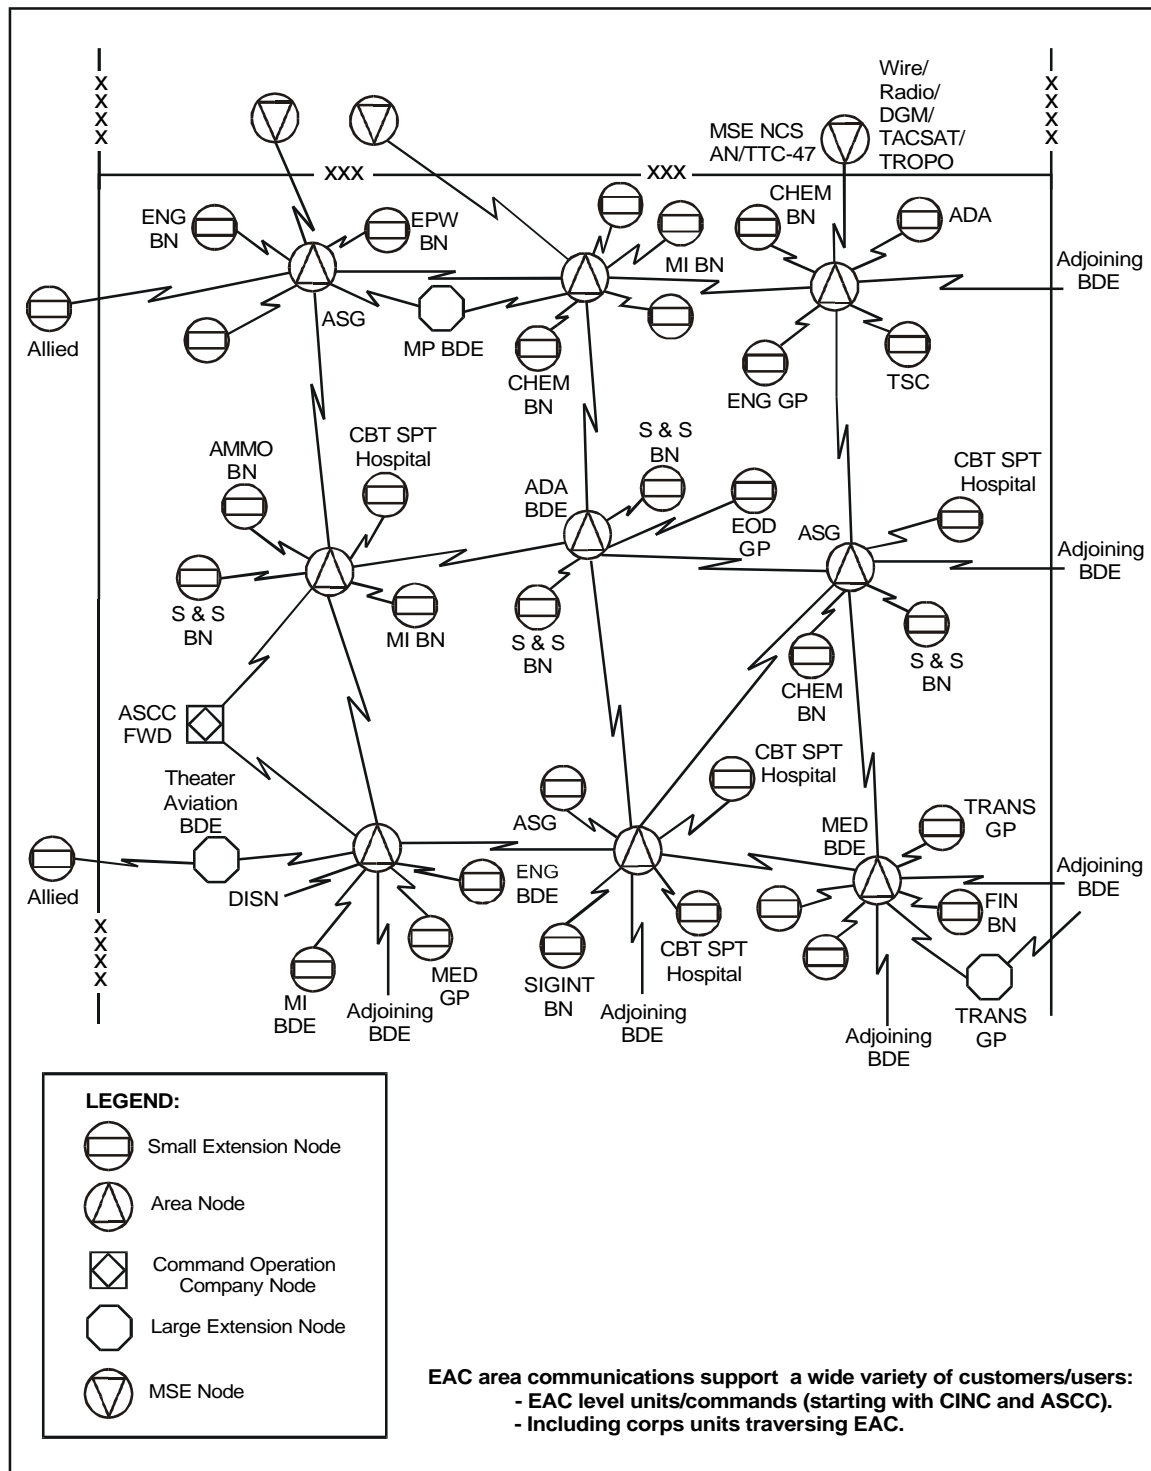 X
X
X
X
Wire/
Radio/
DGM/
TACSAT/
TROPO
X
X
X
X
MSE NCS
AN/TTC-47
XXX
XXX
ENG
BN
EPW
BN
MI BN
CHEM
BN
ADA
Adjoining
BDE
Allied
ASG
MP BDE
CHEM
BN
ENG GP
TSC
AMMO
BN
CBT SPT
Hospital
S & S
BN
ADA
BDE
EOD
GP
ASG
CBT SPT
Hospital
Adjoining
BDE
S & S
BN
MI BN
S & S
BN
CHEM
BN
S & S
BN
ASCC
FWD
Theater
Aviation
BDE
ASG
CBT SPT
Hospital
MED
BDE
TRANS
GP
Adjoining
BDE
Allied
DISN
ENG
BDE
FIN
BN
X
X
X
X
MI
BDE
Adjoining
BDE
MED
GP
SIGINT
BN
Adjoining
BDE
CBT SPT
Hospital
Adjoining
BDE
TRANS
GP
LEGEND:
Small Extension Node
Area Node
Command Operation
Company Node
Large Extension Node
MSE Node
EAC area communications support a wide variety of customers/users:
- EAC level units/commands (starting with CINC and ASCC).
- Including corps units traversing EAC.